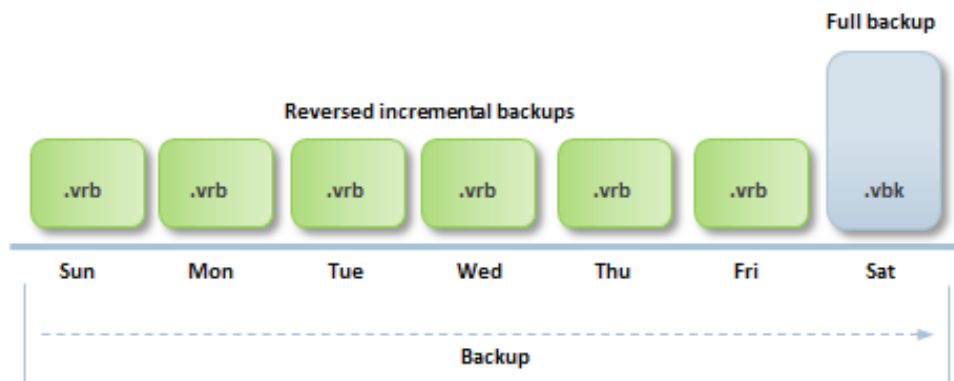 Full backup
Reversed incremental backups
.vrb .vrb .vrb .vrb .vrb .vrb .vbk
Sun Mon Tue Wed Thu Fri Sat
Backup